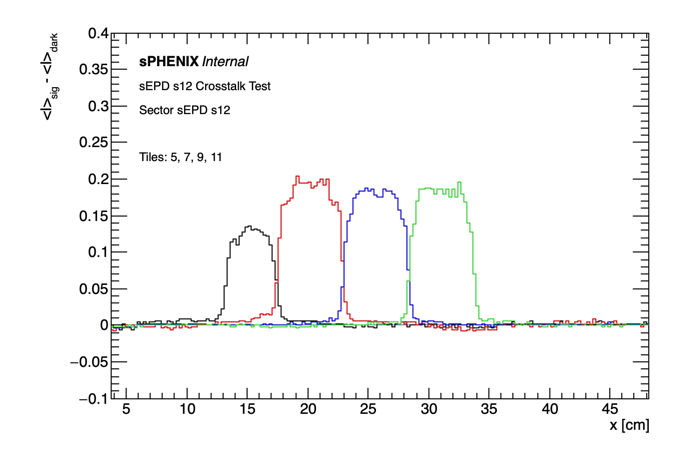 <I>sig - <I>dark
0.4
sPHENIX Internal
0.35
sEPD s12 Crosstalk Test
0.3
Sector sEPD s12
0.25
Tiles: 5, 7, 9, 11
0.2
0.15
0.1
0.05
0
−0.05
−0.1
5 10 15 20 25 30 35 40 45
x [cm]